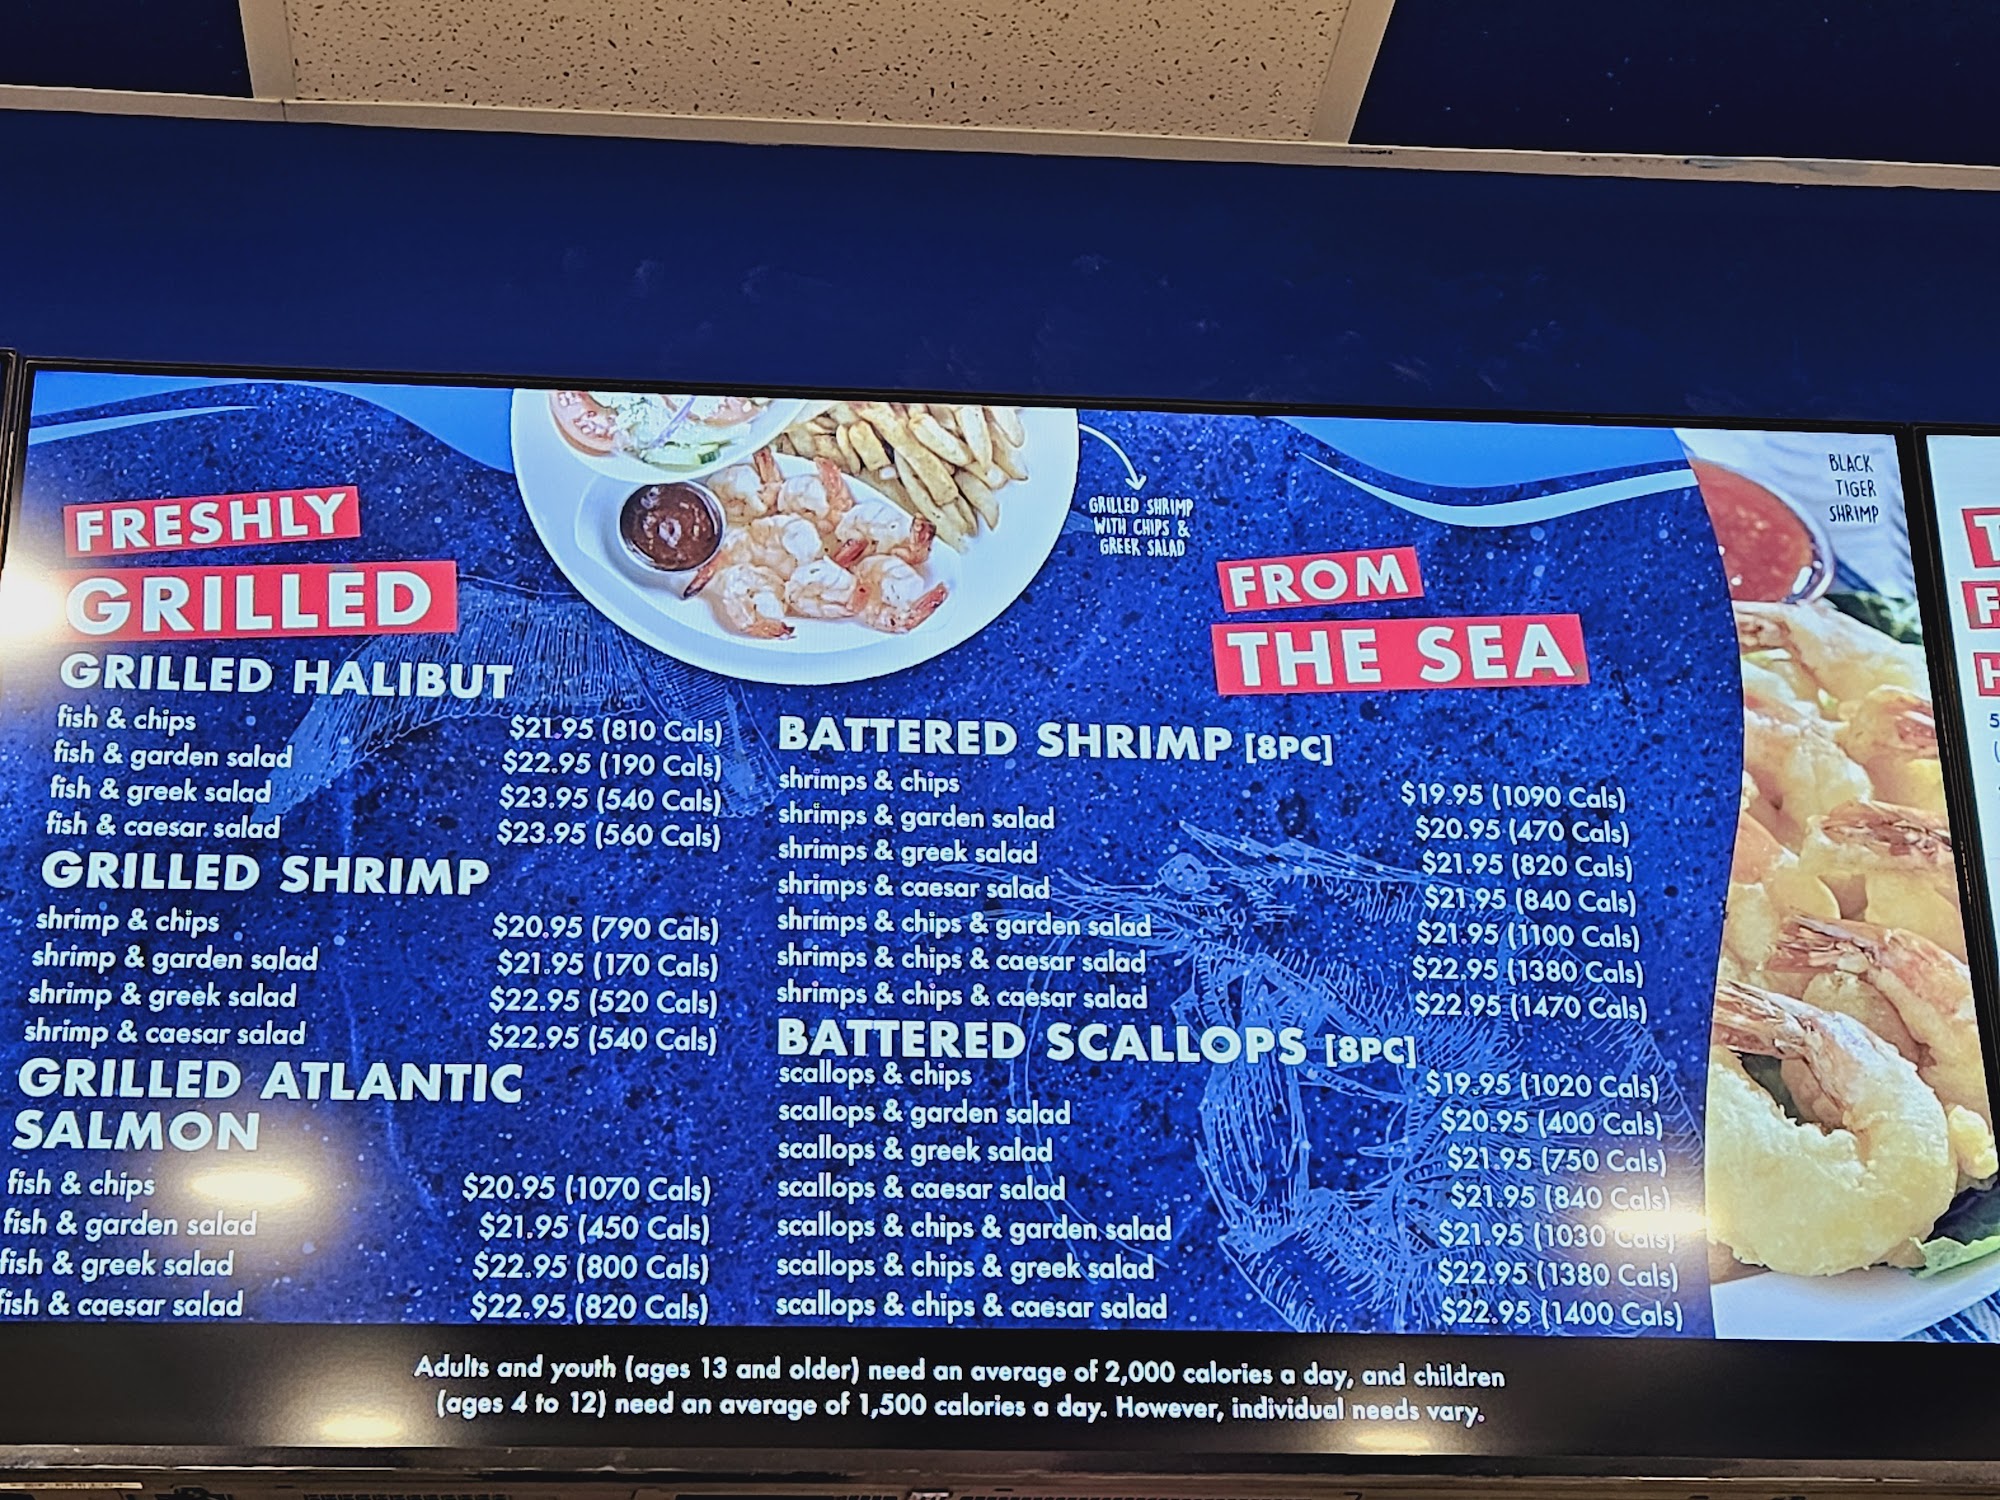 FRESHLY
GRILLED
GRILLED HALIBUT
fish & chips $21.95 (810 Cals)
fish & garden salad $22.95 (190 Cals)
fish & greek salad $23.95 (540 Cals)
fish & caesar salad $23.95 (560 Cals)
GRILLED SHRIMP
shrimp & chips $20.95 (790 Cals)
shrimp & garden salad $21.95 (170 Cals)
shrimp & greek salad $22.95 (520 Cals)
shrimp & caesar salad $22.95 (540 Cals)
GRILLED ATLANTIC
SALMON
fish & chips $20.95 (1070 Cals)
fish & garden salad $21.95 (450 Cals)
fish & greek salad $22.95 (800 Cals)
fish & caesar salad $22.95 (820 Cals)
GRILLED SHRIMP
WITH CHIPS &
GREEK SALAD
FROM
THE SEA
BATTERED SHRIMP [8PC]
shrimps & chips $19.95 (1090 Cals)
shrimps & garden salad $20.95 (470 Cals)
shrimps & greek salad $21.95 (820 Cals)
shrimps & caesar salad $21.95 (840 Cals)
shrimps & chips & garden salad $21.95 (1100 Cals)
shrimps & chips & caesar salad $22.95 (1380 Cals)
shrimps & chips & caesar salad $22.95 (1470 Cals)
BATTERED SCALLOPS [8PC]
scallops & chips $19.95 (1020 Cals)
scallops & garden salad $20.95 (400 Cals)
scallops & greek salad $21.95 (750 Cals)
scallops & caesar salad $21.95 (840 Cals)
scallops & chips & garden salad $21.95 (1030 Cals)
scallops & chips & greek salad $22.95 (1380 Cals)
scallops & chips & caesar salad $22.95 (1400 Cals)
BLACK
TIGER
SHRIMP
Adults and youth (ages 13 and older) need an average of 2,000 calories a day, and children
(ages 4 to 12) need an average of 1,500 calories a day. However, individual needs vary.